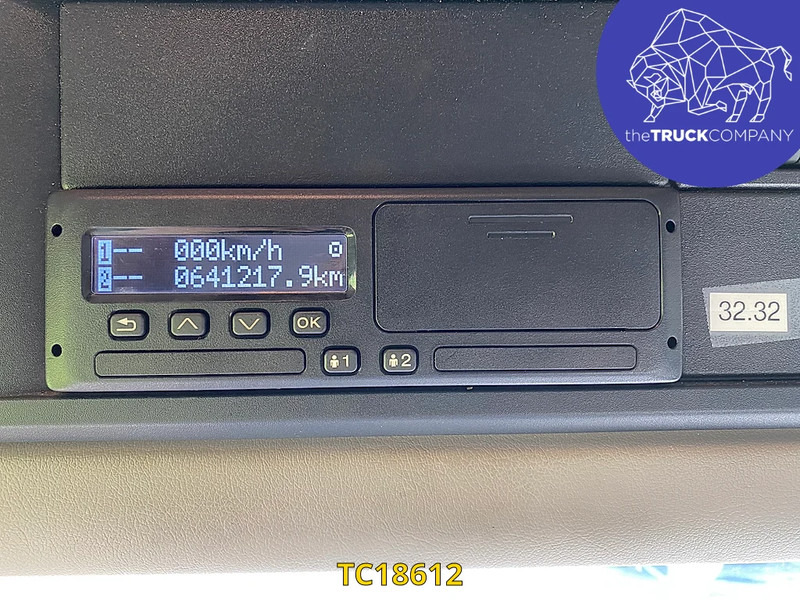 theTRUCKCOMPANY
1-- 000km/h
2-- 0641217.9km
OK
1
2
32.32
TC18612